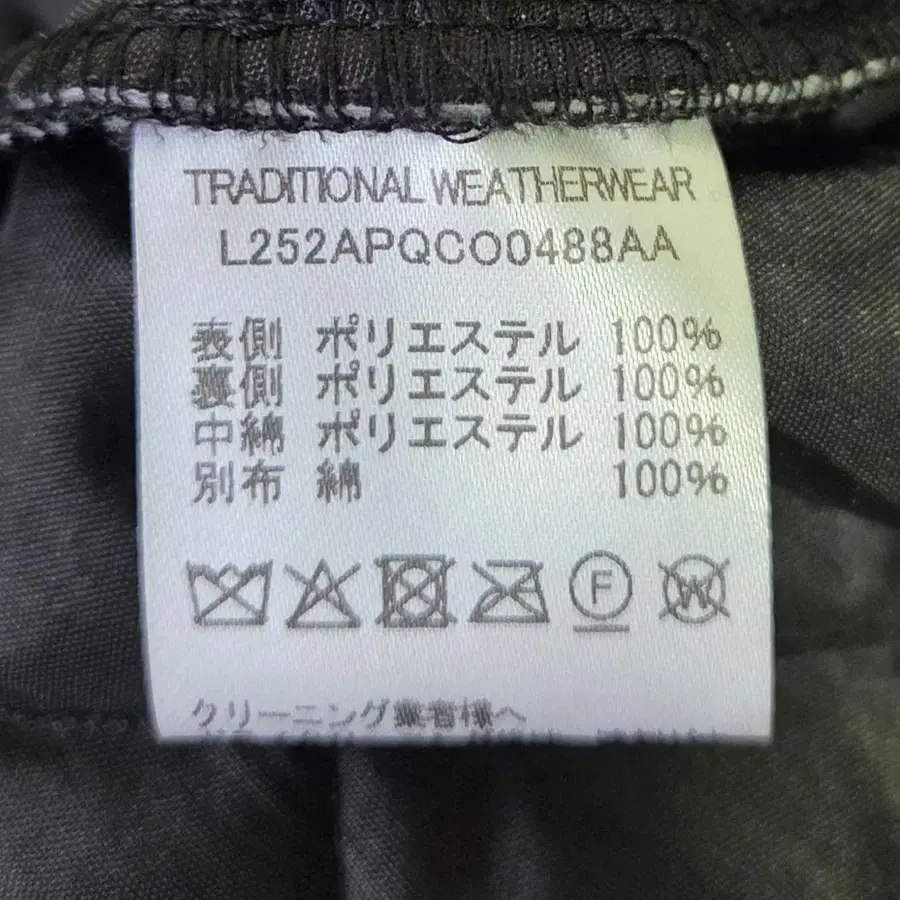 TRADITIONAL WEATHERWEAR
L252APQCO0488AA
表側 ポリエステル 100%
裏側 ポリエステル 100%
中綿 ポリエステル 100%
別布 綿 100%
F
W
クリーニング業者様へ